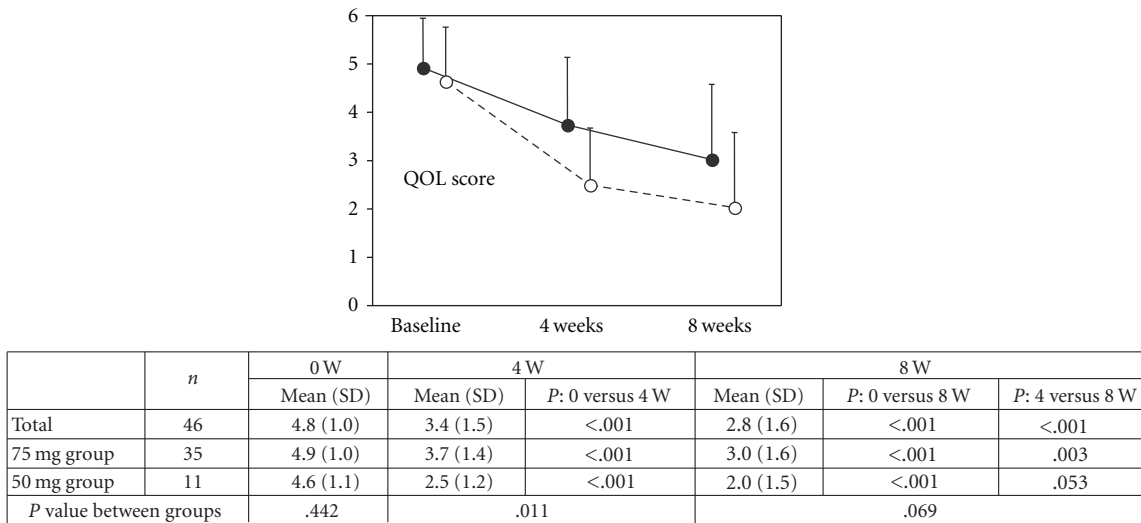 6
5
4
3
2
1
0
QOL score
Baseline 4 weeks 8 weeks
n 0 W 4 W 8 W
Mean (SD) Mean (SD) P: 0 versus 4 W Mean (SD) P: 0 versus 8 W P: 4 versus 8 W
Total 46 4.8 (1.0) 3.4 (1.5) <.001 2.8 (1.6) <.001 <.001
75 mg group 35 4.9 (1.0) 3.7 (1.4) <.001 3.0 (1.6) <.001 .003
50 mg group 11 4.6 (1.1) 2.5 (1.2) <.001 2.0 (1.5) <.001 .053
P value between groups .442 .011 .069